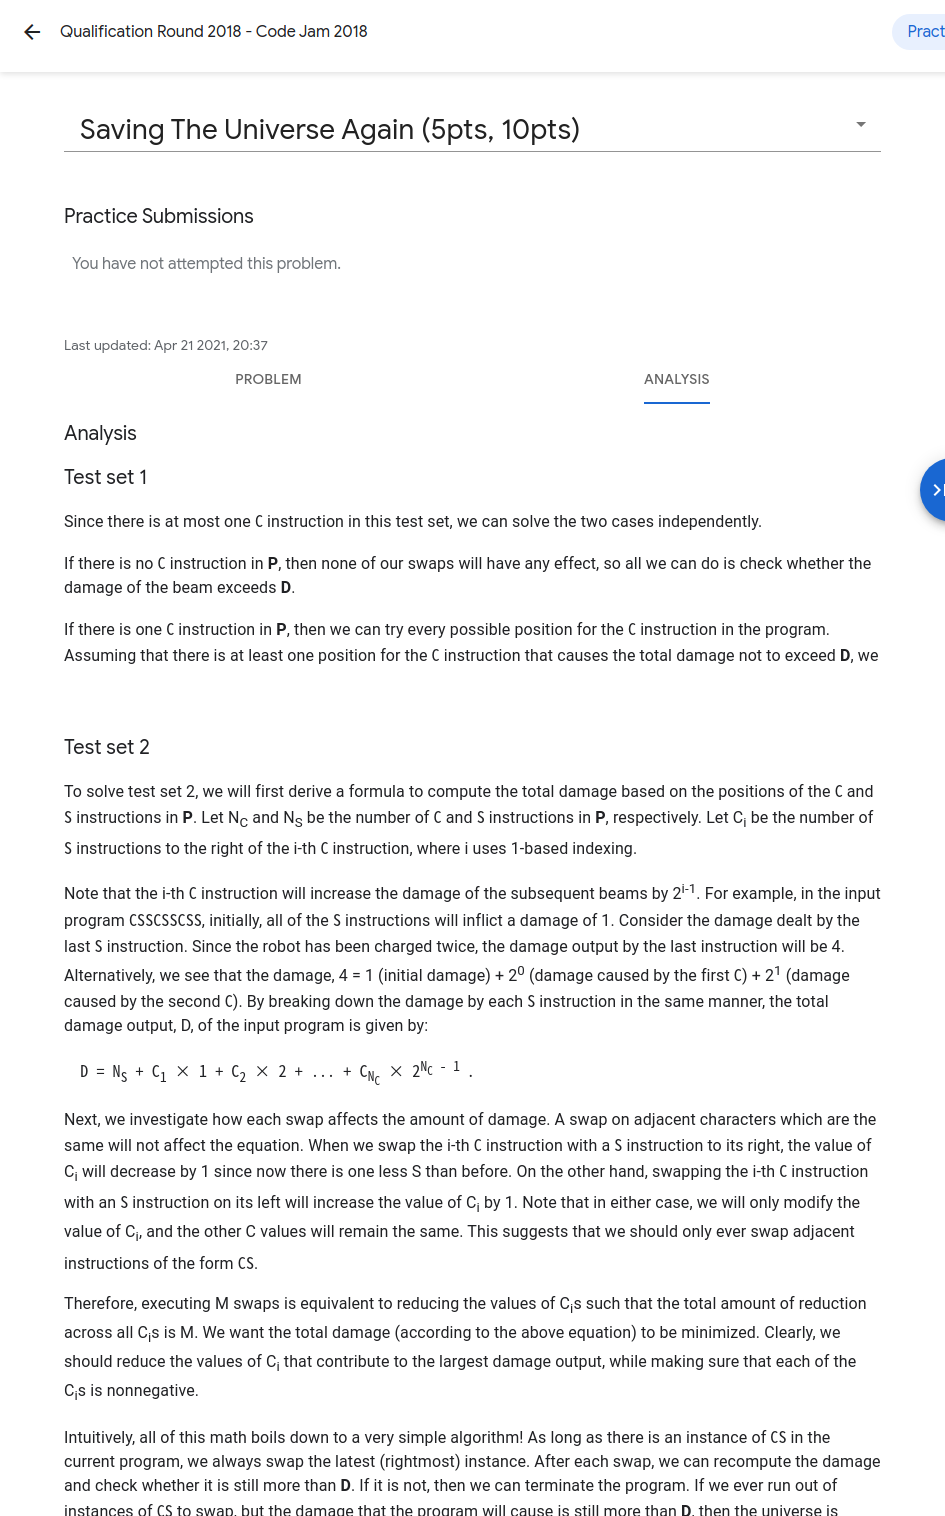 Qualification Round 2018 - Code Jam 2018
Pract
Saving The Universe Again (5pts, 10pts)
Practice Submissions
You have not attempted this problem.
Last updated: Apr 21 2021, 20:37
PROBLEM
ANALYSIS
Analysis
Test set 1
Since there is at most one C instruction in this test set, we can solve the two cases independently.
If there is no C instruction in P, then none of our swaps will have any effect, so all we can do is check whether the
damage of the beam exceeds D.
If there is one C instruction in P, then we can try every possible position for the C instruction in the program.
Assuming that there is at least one position for the C instruction that causes the total damage not to exceed D, we
Test set 2
To solve test set 2, we will first derive a formula to compute the total damage based on the positions of the C and
S instructions in P. Let N_C and N_S be the number of C and S instructions in P, respectively. Let C_i be the number of
S instructions to the right of the i-th C instruction, where i uses 1-based indexing.
Note that the i-th C instruction will increase the damage of the subsequent beams by 2^{i-1}. For example, in the input
program CSSCSSCSS, initially, all of the S instructions will inflict a damage of 1. Consider the damage dealt by the
last S instruction. Since the robot has been charged twice, the damage output by the last instruction will be 4.
Alternatively, we see that the damage, 4 = 1 (initial damage) + 2^0 (damage caused by the first C) + 2^1 (damage
caused by the second C). By breaking down the damage by each S instruction in the same manner, the total
damage output, D, of the input program is given by:
D = N_S + C_1 × 1 + C_2 × 2 + ... + C_{N_C} × 2^{N_C - 1} .
Next, we investigate how each swap affects the amount of damage. A swap on adjacent characters which are the
same will not affect the equation. When we swap the i-th C instruction with a S instruction to its right, the value of
C_i will decrease by 1 since now there is one less S than before. On the other hand, swapping the i-th C instruction
with an S instruction on its left will increase the value of C_i by 1. Note that in either case, we will only modify the
value of C_i, and the other C values will remain the same. This suggests that we should only ever swap adjacent
instructions of the form CS.
Therefore, executing M swaps is equivalent to reducing the values of C_is such that the total amount of reduction
across all C_is is M. We want the total damage (according to the above equation) to be minimized. Clearly, we
should reduce the values of C_i that contribute to the largest damage output, while making sure that each of the
C_is is nonnegative.
Intuitively, all of this math boils down to a very simple algorithm! As long as there is an instance of CS in the
current program, we always swap the latest (rightmost) instance. After each swap, we can recompute the damage
and check whether it is still more than D. If it is not, then we can terminate the program. If we ever run out of
instances of CS to swap, but the damage that the program will cause is still more than D, then the universe is